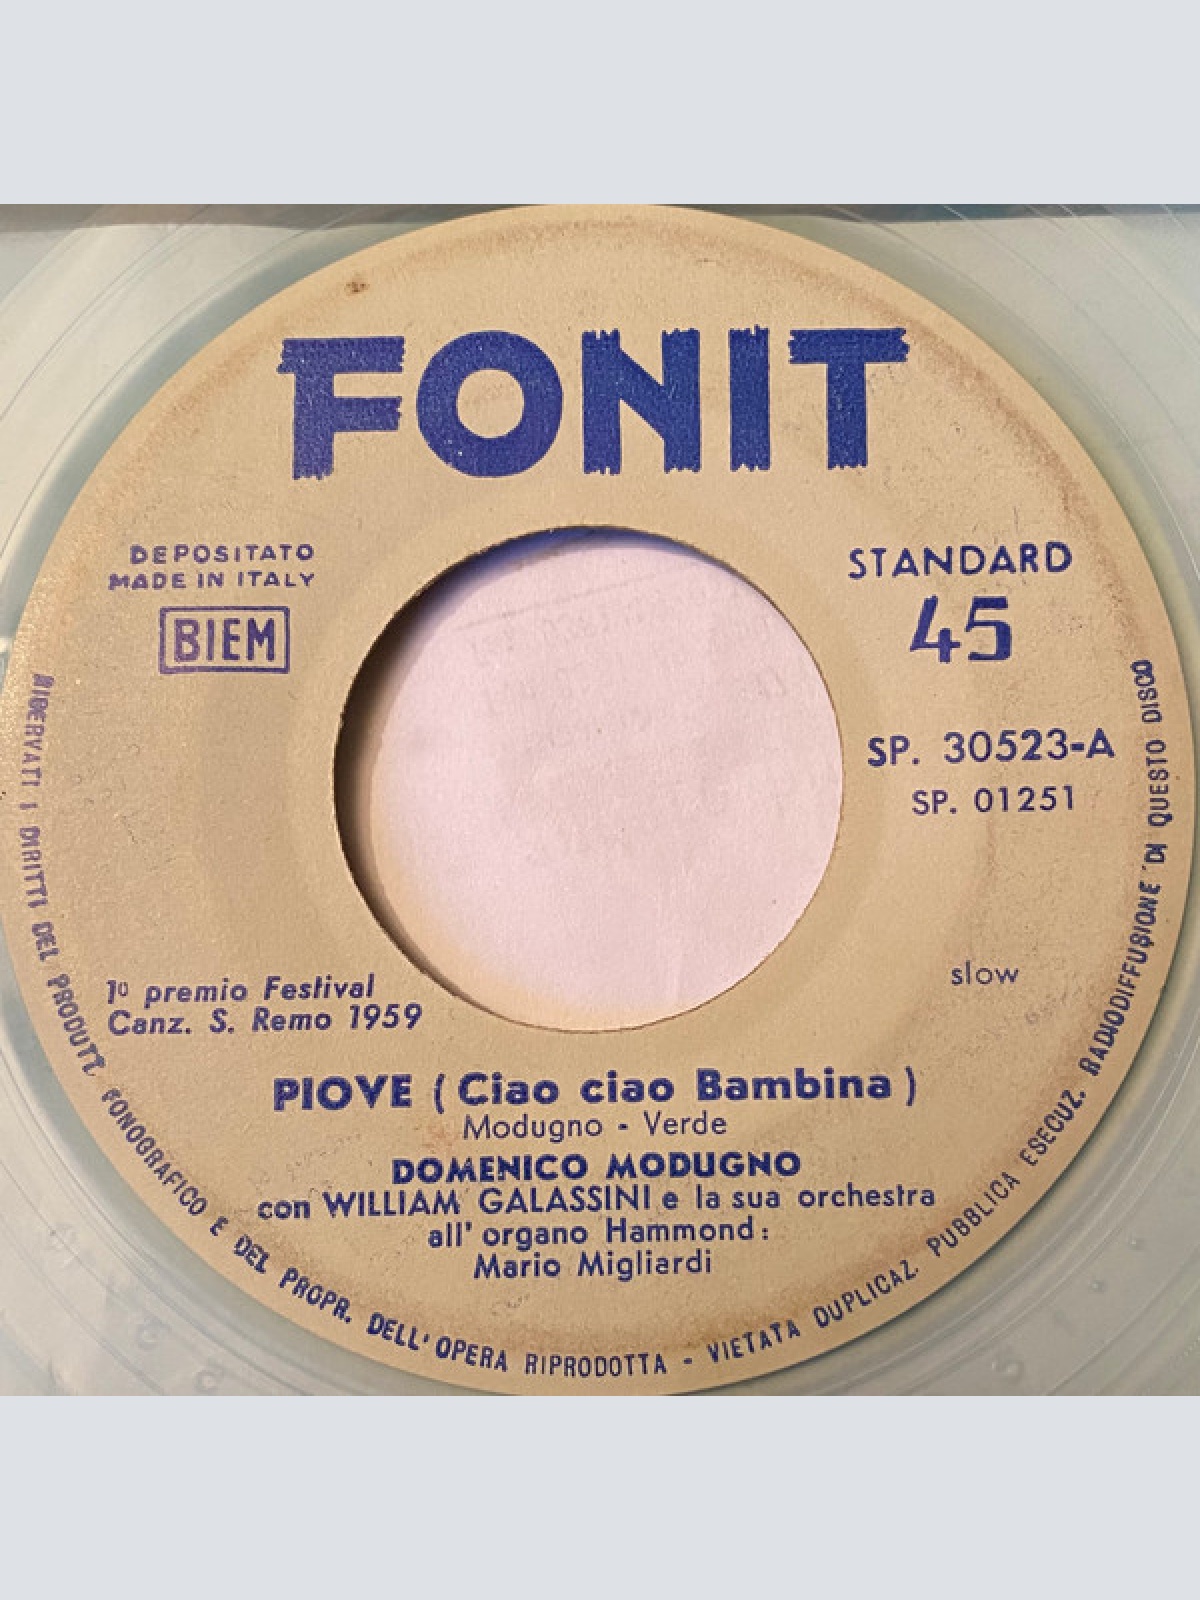 FONIT
DEPOSITATO
MADE IN ITALY
BIEM
STANDARD
45
SP. 30523-A
SP. 01251
slow
1º premio Festival
Canz. S. Remo 1959
PIOVE (Ciao ciao Bambina)
Modugno - Verde
DOMENICO MODUGNO
con WILLIAM GALASSINI e la sua orchestra
all' organo Hammond:
Mario Migliardi
RISERVATI I DIRITTI DEL PRODUTT. FONOGRAFICO E DEL PROPR. DELL'OPERA RIPRODOTTA - VIETATA DUPLICAZ. PUBBLICA ESECUZ. RADIODIFFUSIONE DI QUESTO DISCO